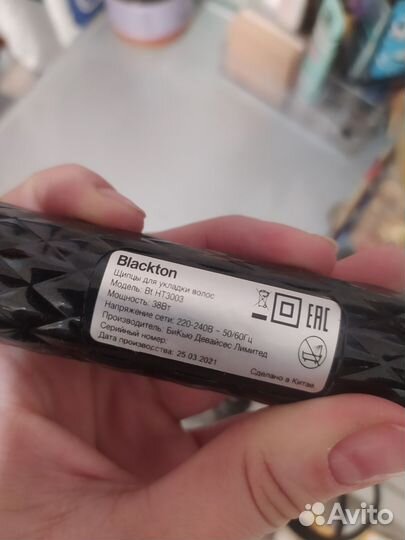 Blackton
Щипцы для укладки волос
Модель: Bt HT3003
Мощность: 38Вт
Напряжение сети: 220-240В ~ 50/60Гц
Производитель: БиКью Девайсес Лимитед
Серийный номер:
Дата производства: 25.03.2021
Сделано в Китае
EAC
Avito